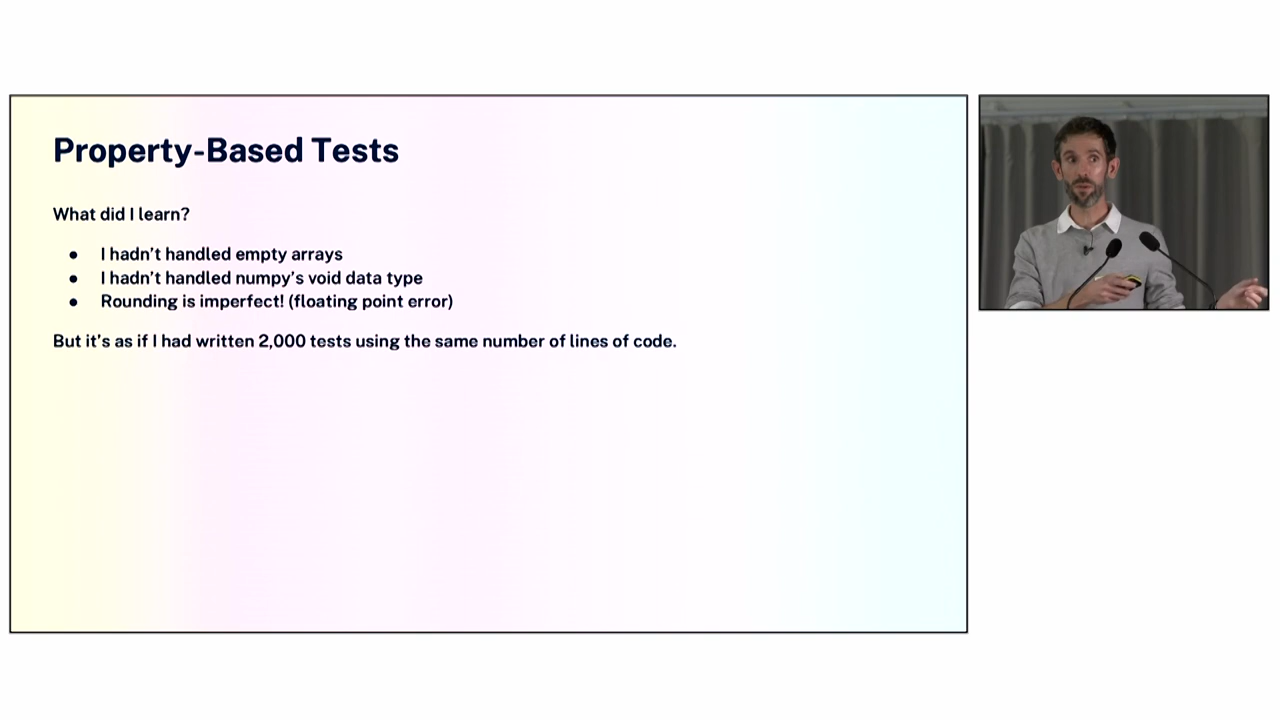 Property-Based Tests
What did I learn?
● I hadn’t handled empty arrays
● I hadn’t handled numpy’s void data type
● Rounding is imperfect! (floating point error)
But it’s as if I had written 2,000 tests using the same number of lines of code.